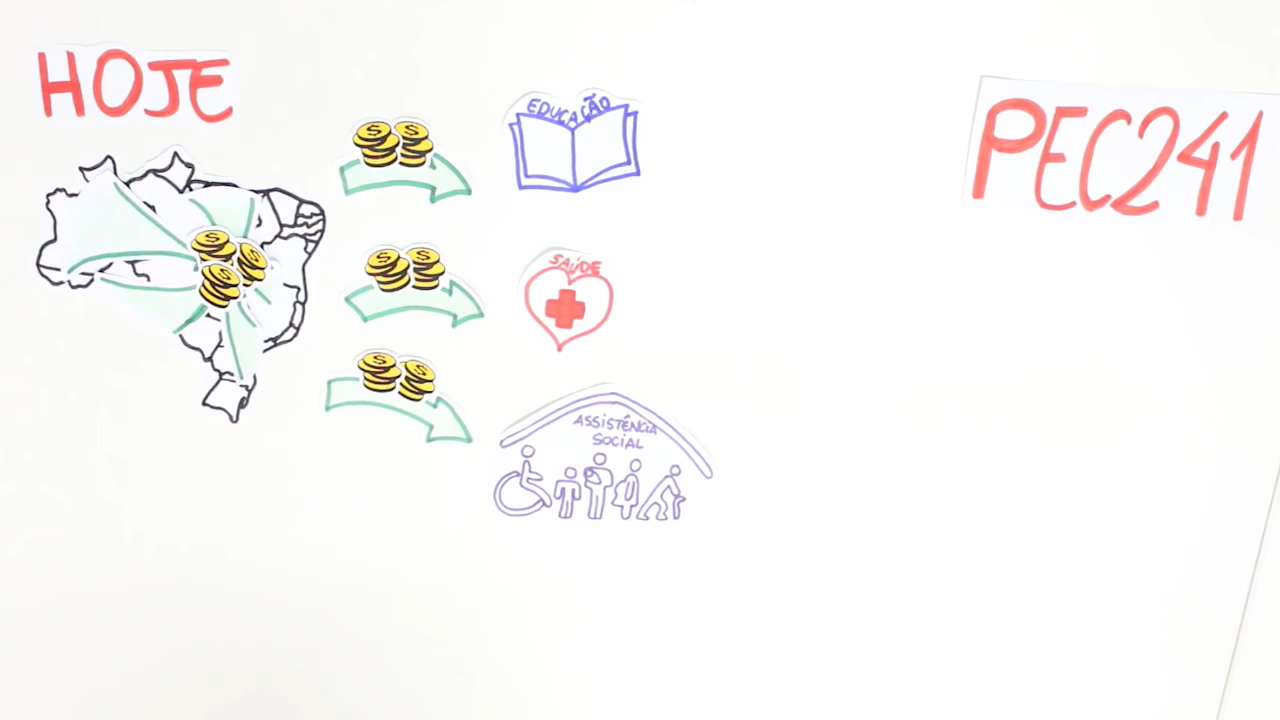 HOJE
EDUCAÇÃO
SAÚDE
ASSISTÊNCIA
SOCIAL
PEC241